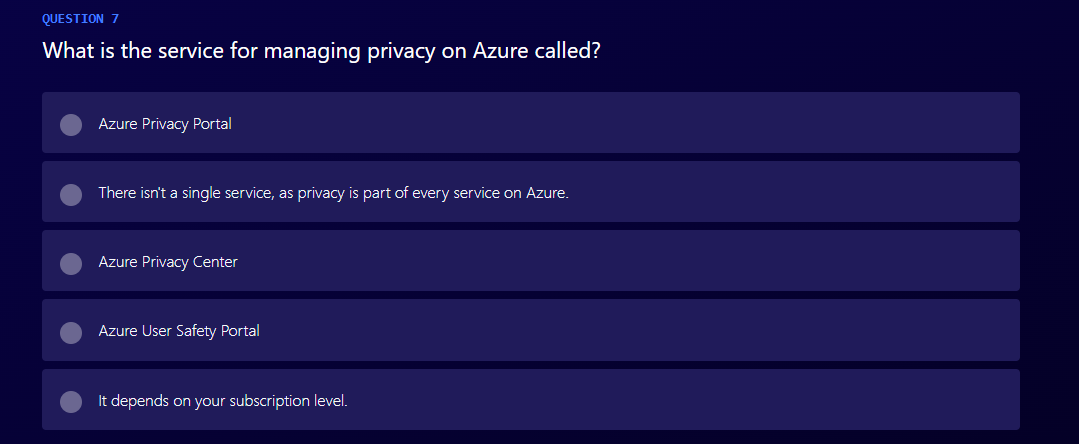 QUESTION 7
What is the service for managing privacy on Azure called?
Azure Privacy Portal
There isn't a single service, as privacy is part of every service on Azure.
Azure Privacy Center
Azure User Safety Portal
It depends on your subscription level.